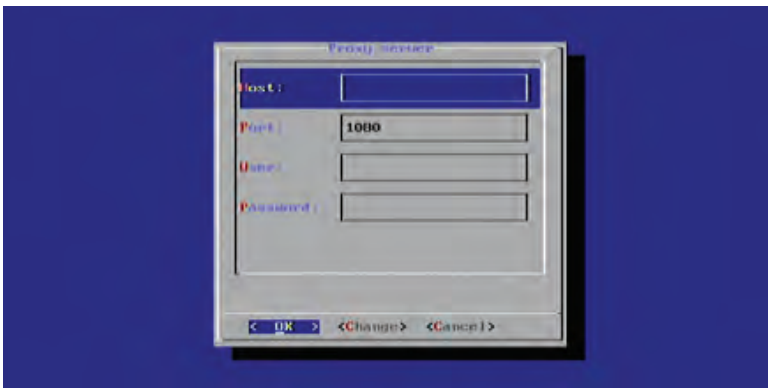 Proxy server
Host:
Port: 1080
User:
Password:
< OK > <Change> <Cancel>